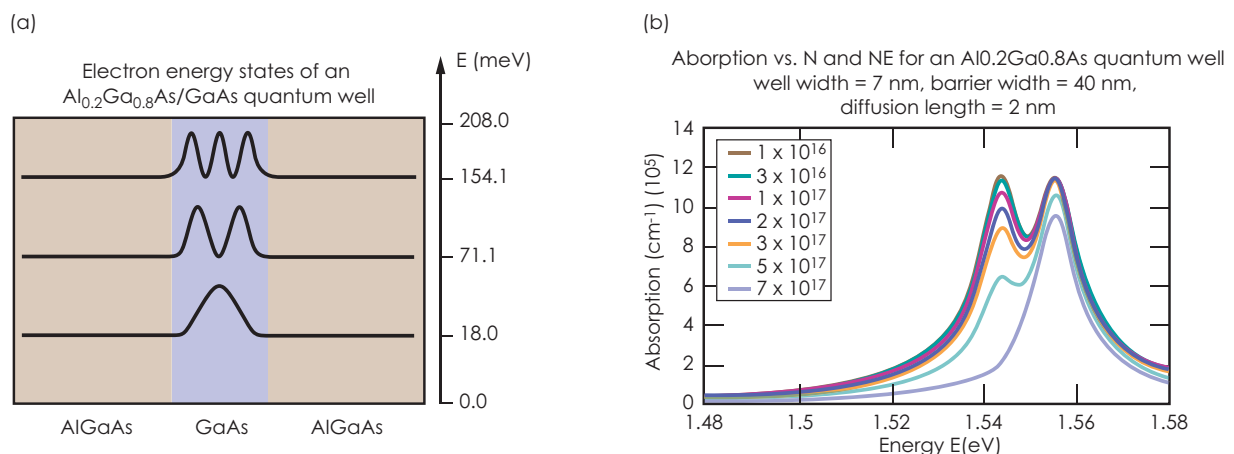 (a)
Electron energy states of an
Al₀.₂Ga₀.₈As/GaAs quantum well
E (meV)
208.0
154.1
71.1
18.0
0.0
AlGaAs GaAs AlGaAs
(b)
Aborption vs. N and NE for an Al0.2Ga0.8As quantum well
well width = 7 nm, barrier width = 40 nm,
diffusion length = 2 nm
Absorption (cm⁻¹) (10⁵)
14
12
10
8
6
4
2
0
1 x 10¹⁶
3 x 10¹⁶
1 x 10¹⁷
2 x 10¹⁷
3 x 10¹⁷
5 x 10¹⁷
7 x 10¹⁷
1.48 1.5 1.52 1.54 1.56 1.58
Energy E(eV)